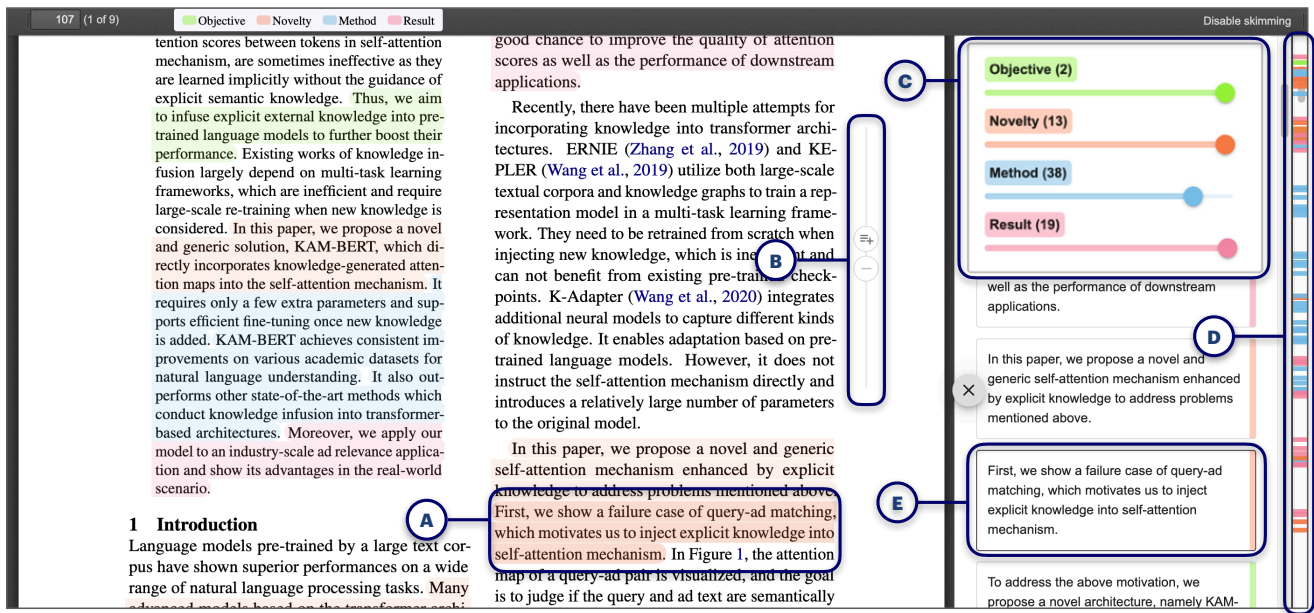 107 (1 of 9)
Objective Novelty Method Result
Disable skimming
tention scores between tokens in self-attention
mechanism, are sometimes ineffective as they
are learned implicitly without the guidance of
explicit semantic knowledge. Thus, we aim
to infuse explicit external knowledge into pre-
trained language models to further boost their
performance. Existing works of knowledge in-
fusion largely depend on multi-task learning
frameworks, which are inefficient and require
large-scale re-training when new knowledge is
considered. In this paper, we propose a novel
and generic solution, KAM-BERT, which di-
rectly incorporates knowledge-generated atten-
tion maps into the self-attention mechanism. It
requires only a few extra parameters and sup-
ports efficient fine-tuning once new knowledge
is added. KAM-BERT achieves consistent im-
provements on various academic datasets for
natural language understanding. It also out-
performs other state-of-the-art methods which
conduct knowledge infusion into transformer-
based architectures. Moreover, we apply our
model to an industry-scale ad relevance applica-
tion and show its advantages in the real-world
scenario.
1 Introduction
Language models pre-trained by a large text cor-
pus have shown superior performances on a wide
range of natural language processing tasks. Many
advanced models based on the transformer archi-
good chance to improve the quality of attention
scores as well as the performance of downstream
applications.
Recently, there have been multiple attempts for
incorporating knowledge into transformer archi-
tectures. ERNIE (Zhang et al., 2019) and KE-
PLER (Wang et al., 2019) utilize both large-scale
textual corpora and knowledge graphs to train a rep-
resentation model in a multi-task learning frame-
work. They need to be retrained from scratch when
injecting new knowledge, which is and
can not benefit from existing check-
points. K-Adapter (Wang et al., 2020) integrates
additional neural models to capture different kinds
of knowledge. It enables adaptation based on pre-
trained language models. However, it does not
instruct the self-attention mechanism directly and
introduces a relatively large number of parameters
to the original model.
In this paper, we propose a novel and generic
self-attention mechanism enhanced by explicit
knowledge to address problems mentioned above.
First, we show a failure case of query-ad matching,
which motivates us to inject explicit knowledge into
self-attention mechanism. In Figure 1, the attention
map of a query-ad pair is visualized, and the goal
is to judge if the query and ad text are semantically
A
B
C
Objective (2)
Novelty (13)
Method (38)
Result (19)
well as the performance of downstream
applications.
D
In this paper, we propose a novel and
generic self-attention mechanism enhanced
by explicit knowledge to address problems
mentioned above.
E
First, we show a failure case of query-ad
matching, which motivates us to inject
explicit knowledge into self-attention
mechanism.
To address the above motivation, we
propose a novel architecture, namely KAM-